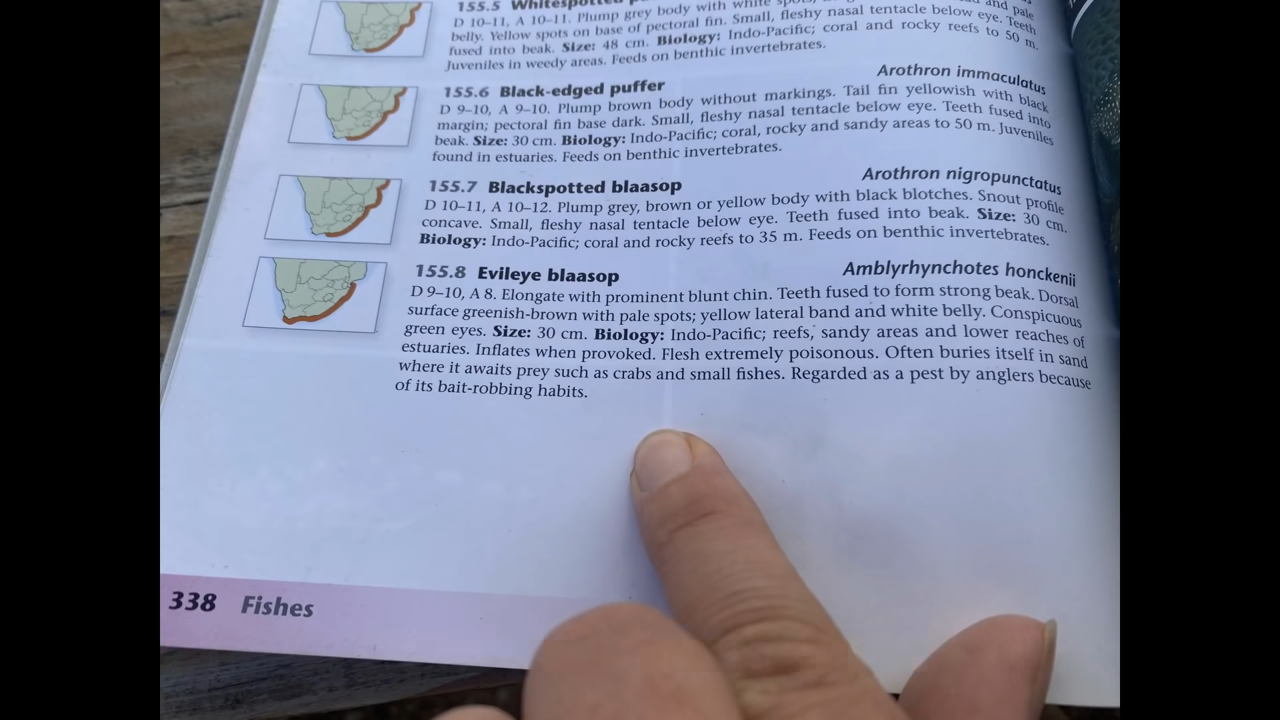 155.5 Whitespotted
D 10–11, A 10–11. Plump grey body with white spots, and pale
belly. Yellow spots on base of pectoral fin. Small, fleshy nasal tentacle below eye. Teeth
fused into beak. Size: 48 cm. Biology: Indo-Pacific; coral and rocky reefs to 50 m.
Juveniles in weedy areas. Feeds on benthic invertebrates.
155.6 Black-edged puffer Arothron immaculatus
D 9–10, A 9–10. Plump brown body without markings. Tail fin yellowish with black
margin; pectoral fin base dark. Small, fleshy nasal tentacle below eye. Teeth fused into
beak. Size: 30 cm. Biology: Indo-Pacific; coral, rocky and sandy areas to 50 m. Juveniles
found in estuaries. Feeds on benthic invertebrates.
155.7 Blackspotted blaasop Arothron nigropunctatus
D 10–11, A 10–12. Plump grey, brown or yellow body with black blotches. Snout profile
concave. Small, fleshy nasal tentacle below eye. Teeth fused into beak. Size: 30 cm.
Biology: Indo-Pacific; coral and rocky reefs to 35 m. Feeds on benthic invertebrates.
155.8 Evileye blaasop Amblyrhynchotes honckenii
D 9–10, A 8. Elongate with prominent blunt chin. Teeth fused to form strong beak. Dorsal
surface greenish-brown with pale spots; yellow lateral band and white belly. Conspicuous
green eyes. Size: 30 cm. Biology: Indo-Pacific; reefs, sandy areas and lower reaches of
estuaries. Inflates when provoked. Flesh extremely poisonous. Often buries itself in sand
where it awaits prey such as crabs and small fishes. Regarded as a pest by anglers because
of its bait-robbing habits.
338 Fishes